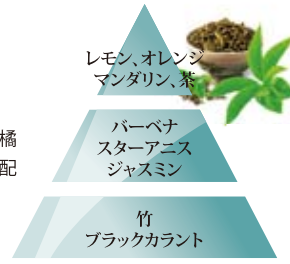 レモン、オレンジ
マンダリン、茶
バーベナ
橘
スターアニス
配
ジャスミン
竹
ブラックカラント